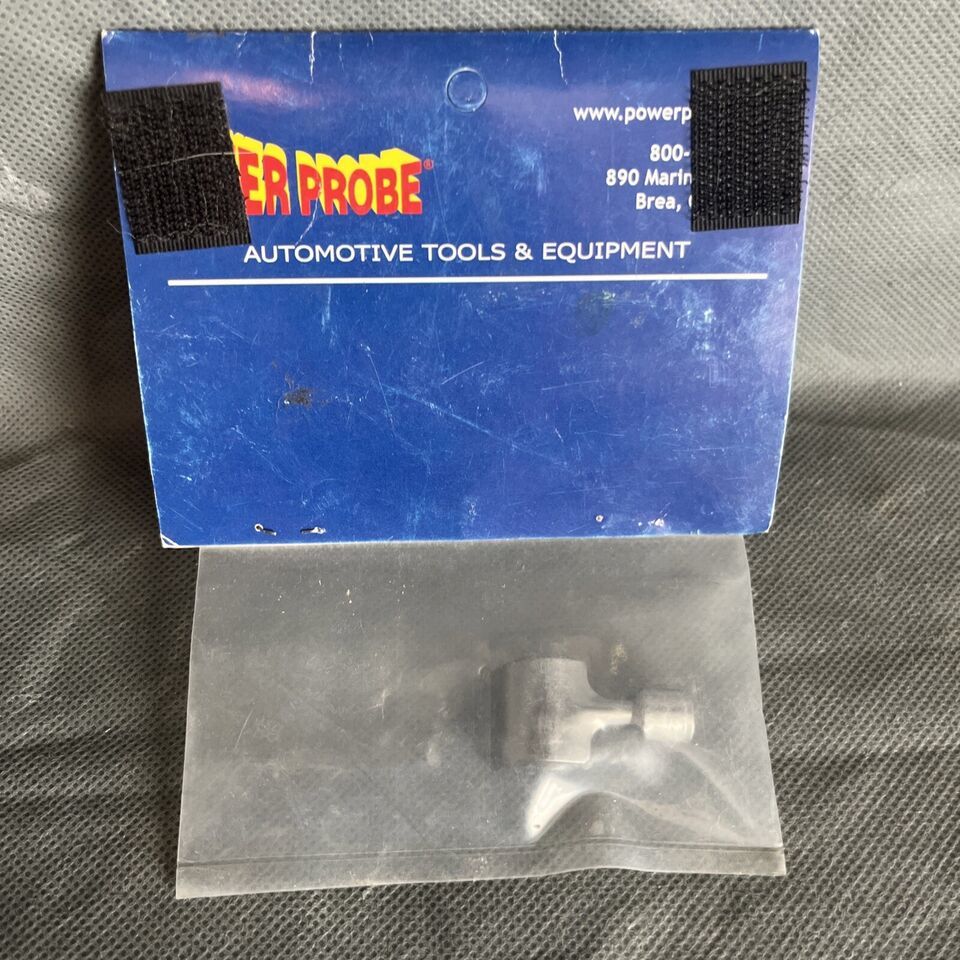 ER PROBE®
AUTOMOTIVE TOOLS & EQUIPMENT
www.powerp
800-
890 Marin
Brea,